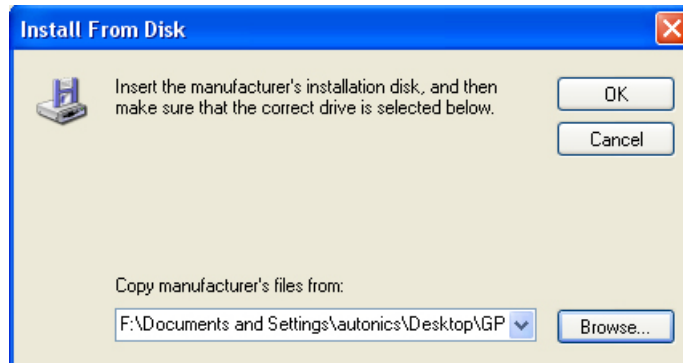 Install From Disk
Insert the manufacturer's installation disk, and then
make sure that the correct drive is selected below.
OK
Cancel
Copy manufacturer's files from:
F:\Documents and Settings\autonics\Desktop\GP
Browse...